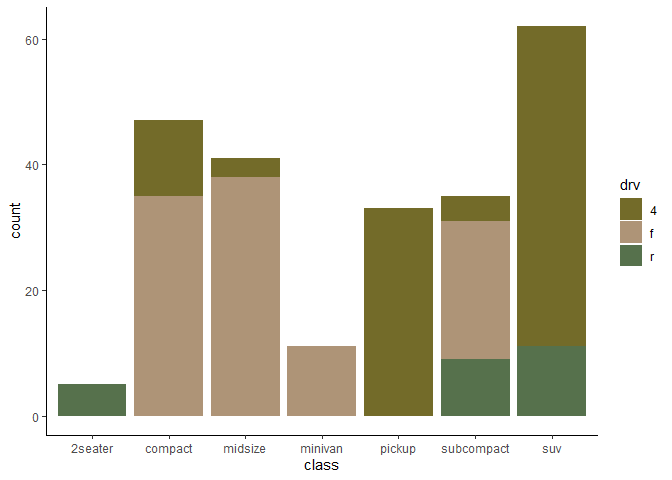 60
40
20
0
count
2seater compact midsize minivan pickup subcompact suv
class
drv
4
f
r